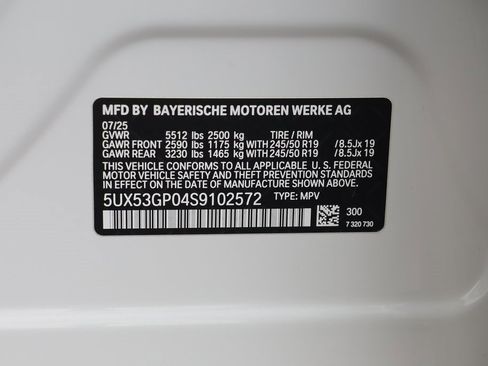 MFD BY BAYERISCHE MOTOREN WERKE AG
07/25
GVWR 5512 lbs 2500 kg TIRE / RIM
GAWR FRONT 2590 lbs 1175 kg WITH 245/50 R19 / 8.5Jx 19
GAWR REAR 3230 lbs 1465 kg WITH 245/50 R19 / 8.5Jx 19
THIS VEHICLE CONFORMS TO ALL APPLICABLE U. S. FEDERAL
MOTOR VEHICLE SAFETY AND THEFT PREVENTION STANDARDS
IN EFFECT ON THE DATE OF MANUFACTURE SHOWN ABOVE.
5UX53GP04S9102572 TYPE: MPV
300
7 320 730